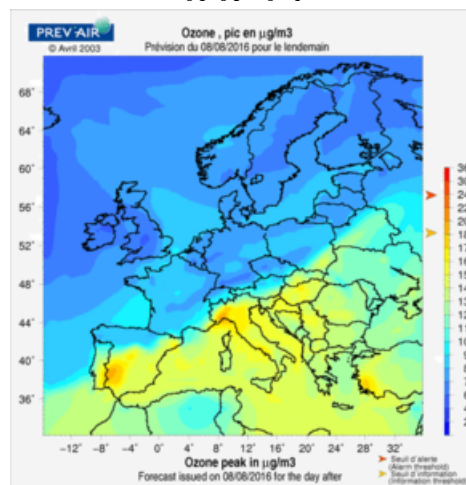 PREV'AIR
© Avril 2003
Ozone , pic en µg/m3
Prévision du 08/08/2016 pour le lendemain
68°
64°
60°
56°
52°
48°
44°
40°
36°
−12° −8° −4° 0° 4° 8° 12° 16° 20° 24° 28° 32°
Ozone peak in µg/m3
Forecast issued on 08/08/2016 for the day after
Seuil d'alerte
(Alarm threshold)
Seuil d'information
(Information threshold)